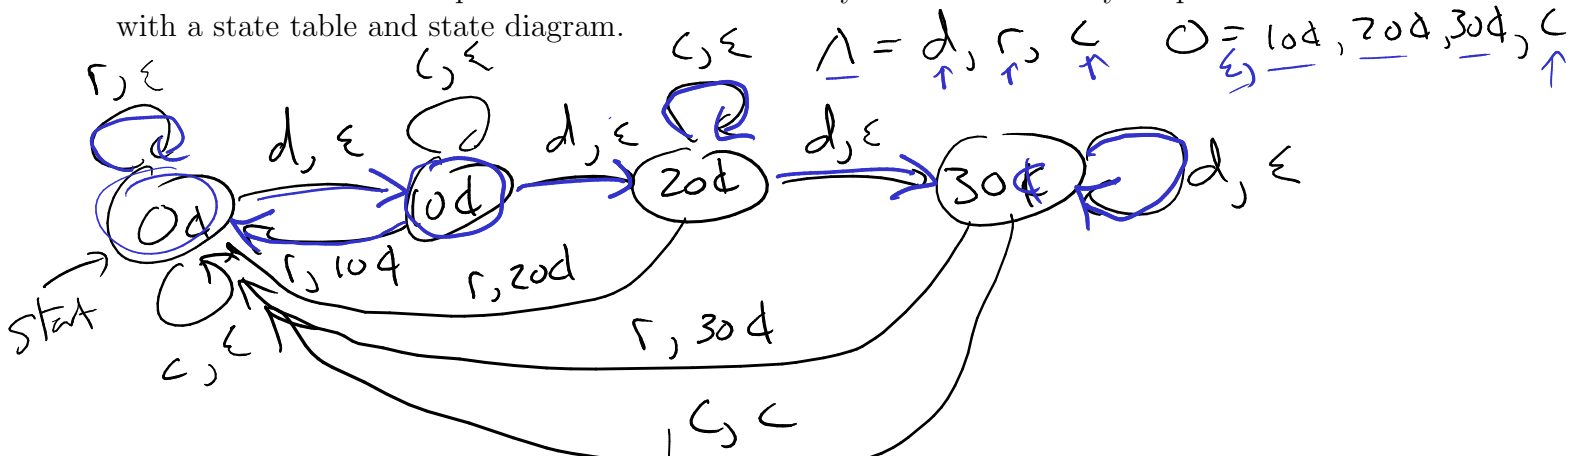 with a state table and state diagram.
Λ = d, r, c O = ε, 10¢, 20¢, 30¢, c
r, ε
c, ε
c, ε
d, ε
d, ε
d, ε
0¢
10¢
20¢
30¢
d, ε
start
r, 10¢
r, 20¢
r, 30¢
c, ε
c, c